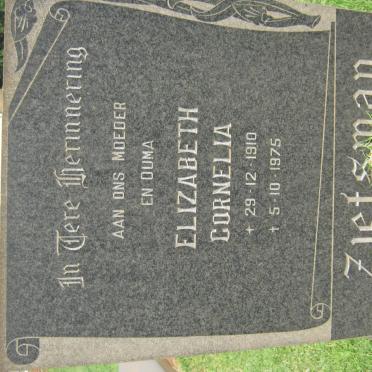 In Tere Herinnering
AAN ONS MOEDER
EN OUMA
ELIZABETH
CORNELIA
+ 29·12·1910
+ 5·10·1975